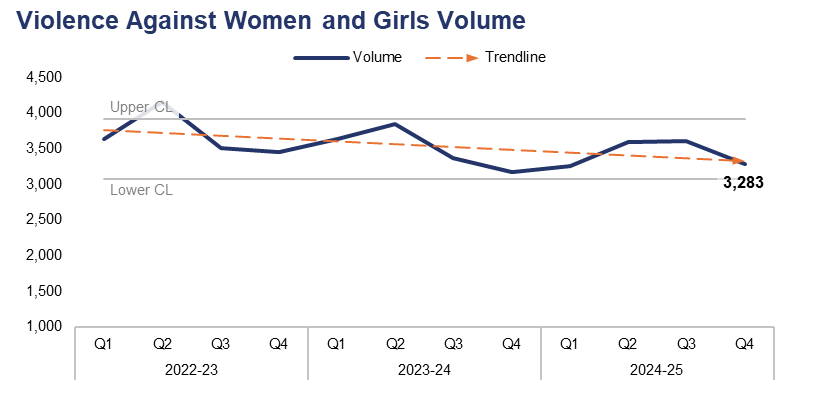 Violence Against Women and Girls Volume
Volume Trendline
4,500
4,000
3,500
3,000
2,500
2,000
1,500
1,000
Upper CL
Lower CL
3,283
Q1 Q2 Q3 Q4 Q1 Q2 Q3 Q4 Q1 Q2 Q3 Q4
2022-23 2023-24 2024-25